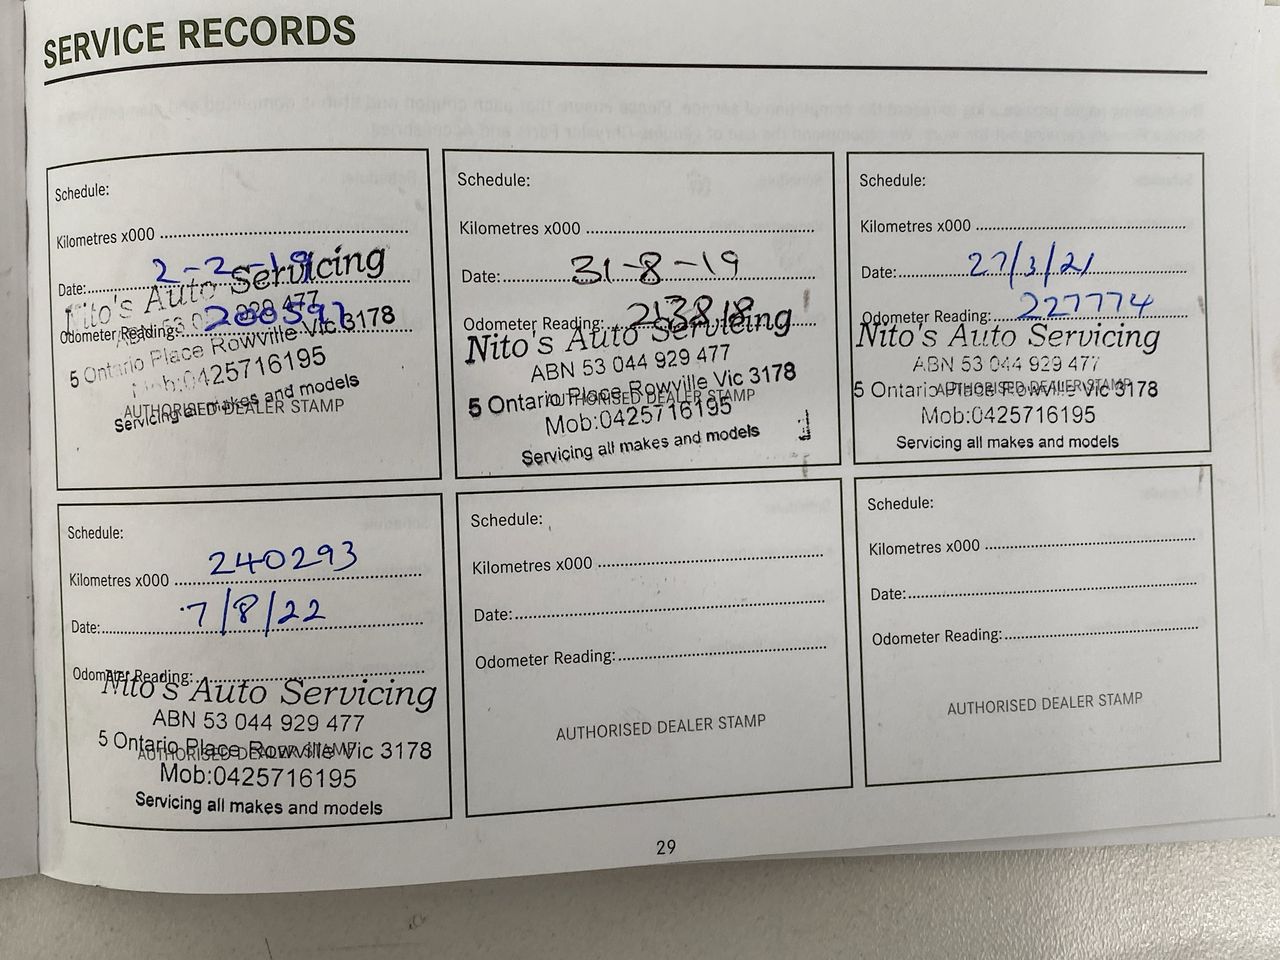 SERVICE RECORDS
Schedule:
Kilometres x000
Date: 2-2-19
Odometer Reading: 200597
Nito's Auto Servicing
ABN 53 044 929 477
5 Ontario Place Rowville Vic 3178
Mob:0425716195
Servicing all makes and models
AUTHORISED DEALER STAMP
Schedule:
Kilometres x000
Date: 31-8-19
Odometer Reading: 213818
Nito's Auto Servicing
ABN 53 044 929 477
5 Ontario Place Rowville Vic 3178
AUTHORISED DEALER STAMP
Mob:0425716195
Servicing all makes and models
Schedule:
Kilometres x000
Date: 27/3/21
Odometer Reading: 227774
Nito's Auto Servicing
ABN 53 044 929 477
5 Ontario Place Rowville Vic 3178
AUTHORISED DEALER STAMP
Mob:0425716195
Servicing all makes and models
Schedule:
Kilometres x000 240293
Date: 7/8/22
Odometer Reading:
Nito's Auto Servicing
ABN 53 044 929 477
5 Ontario Place Rowville Vic 3178
AUTHORISED DEALER STAMP
Mob:0425716195
Servicing all makes and models
Schedule:
Kilometres x000
Date:
Odometer Reading:
AUTHORISED DEALER STAMP
Schedule:
Kilometres x000
Date:
Odometer Reading:
AUTHORISED DEALER STAMP
29